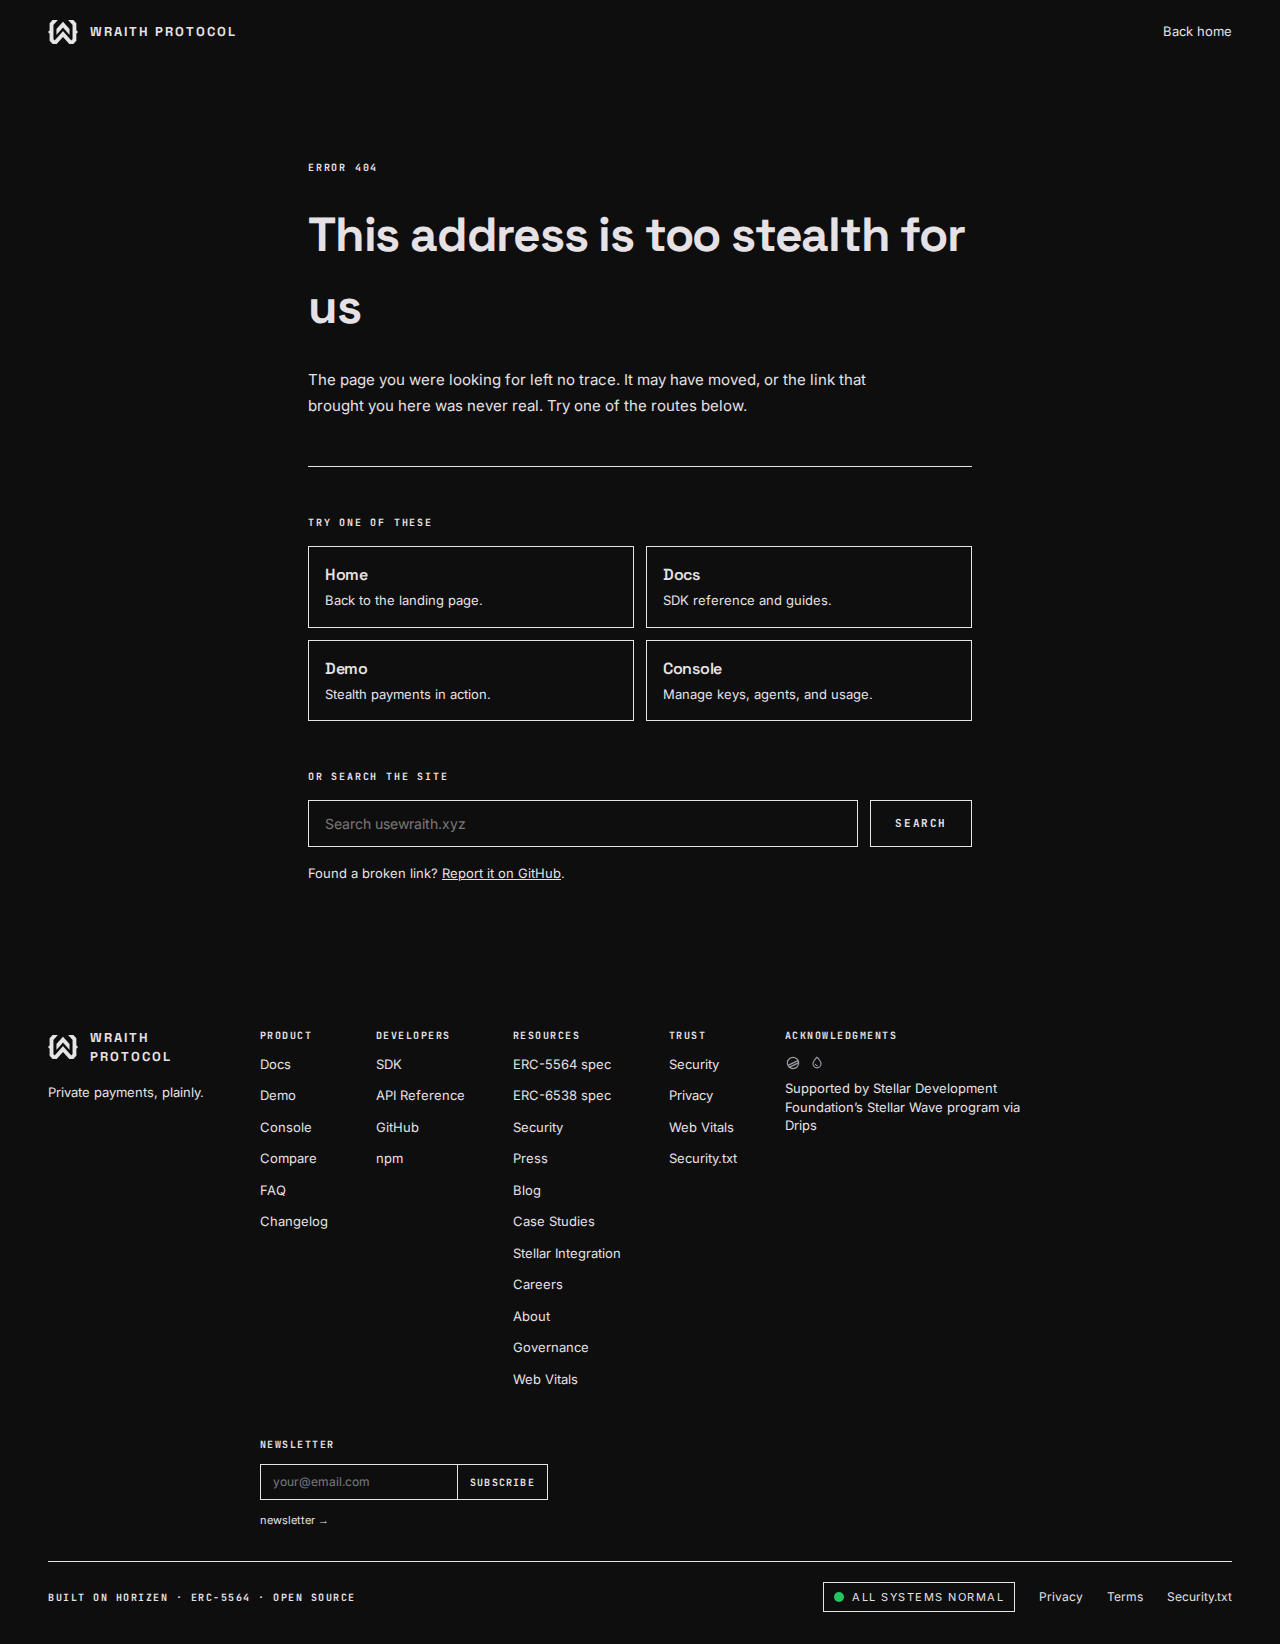 WRAITH PROTOCOL
Back home
ERROR 404
This address is too stealth for
us
The page you were looking for left no trace. It may have moved, or the link that
brought you here was never real. Try one of the routes below.
TRY ONE OF THESE
Home
Back to the landing page.
Docs
SDK reference and guides.
Demo
Stealth payments in action.
Console
Manage keys, agents, and usage.
OR SEARCH THE SITE
Search usewraith.xyz
SEARCH
Found a broken link? Report it on GitHub.
WRAITH
PROTOCOL
Private payments, plainly.
PRODUCT
Docs
Demo
Console
Compare
FAQ
Changelog
DEVELOPERS
SDK
API Reference
GitHub
npm
RESOURCES
ERC-5564 spec
ERC-6538 spec
Security
Press
Blog
Case Studies
Stellar Integration
Careers
About
Governance
Web Vitals
TRUST
Security
Privacy
Web Vitals
Security.txt
ACKNOWLEDGMENTS
Supported by Stellar Development
Foundation’s Stellar Wave program via
Drips
NEWSLETTER
your@email.com
SUBSCRIBE
newsletter →
BUILT ON HORIZEN · ERC-5564 · OPEN SOURCE
ALL SYSTEMS NORMAL
Privacy
Terms
Security.txt